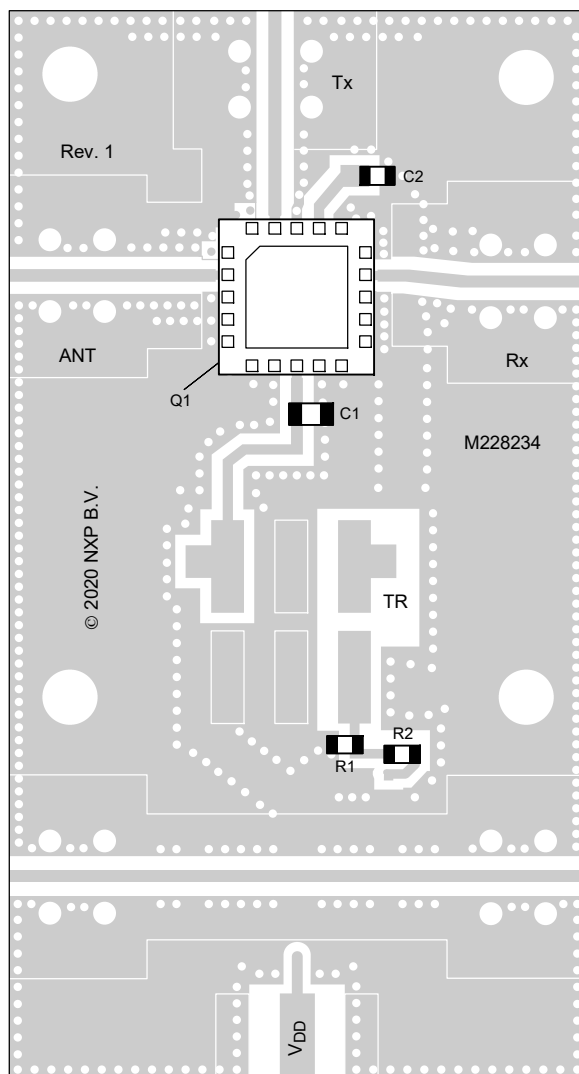 Tx
Rev. 1
C2
ANT
Rx
Q1
C1
M228234
© 2020 NXP B.V.
TR
R2
R1
VDD